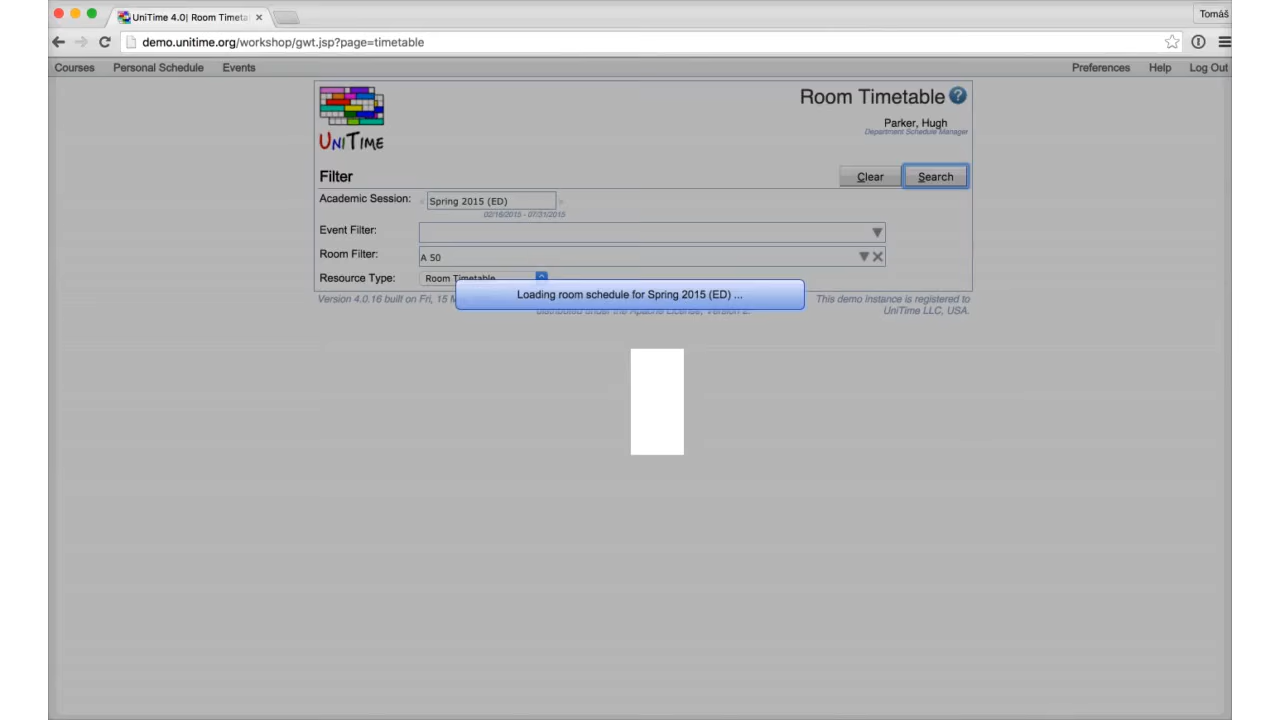 UniTime 4.0| Room Timeta
Tomáš
demo.unitime.org/workshop/gwt.jsp?page=timetable
Courses Personal Schedule Events Preferences Help Log Out
UNITIME
Room Timetable
Parker, Hugh
Department Schedule Manager
Filter
Clear Search
Academic Session: Spring 2015 (ED)
02/16/2015 - 07/31/2015
Event Filter:
Room Filter: A 50
Resource Type: Room Timetable
Loading room schedule for Spring 2015 (ED) ...
Version 4.0.16 built on Fri, 15 M
This demo instance is registered to
distributed under the Apache License, Version 2.
UniTime LLC, USA.